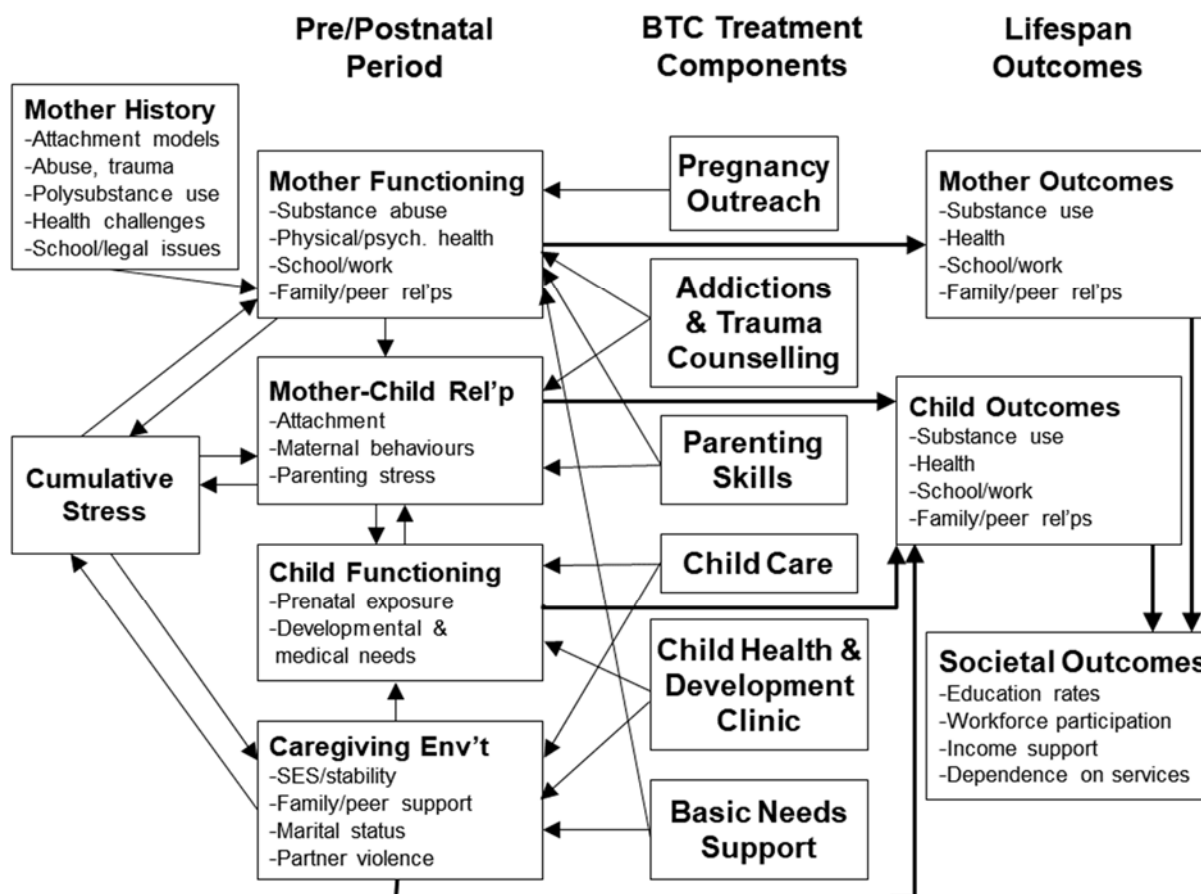 Pre/Postnatal
Period
BTC Treatment
Components
Lifespan
Outcomes
Mother History
-Attachment models
-Abuse, trauma
-Polysubstance use
-Health challenges
-School/legal issues
Cumulative
Stress
Mother Functioning
-Substance abuse
-Physical/psych. health
-School/work
-Family/peer rel'ps
Mother-Child Rel'p
-Attachment
-Maternal behaviours
-Parenting stress
Child Functioning
-Prenatal exposure
-Developmental &
medical needs
Caregiving Env't
-SES/stability
-Family/peer support
-Marital status
-Partner violence
Pregnancy
Outreach
Addictions
& Trauma
Counselling
Parenting
Skills
Child Care
Child Health &
Development
Clinic
Basic Needs
Support
Mother Outcomes
-Substance use
-Health
-School/work
-Family/peer rel'ps
Child Outcomes
-Substance use
-Health
-School/work
-Family/peer rel'ps
Societal Outcomes
-Education rates
-Workforce participation
-Income support
-Dependence on services